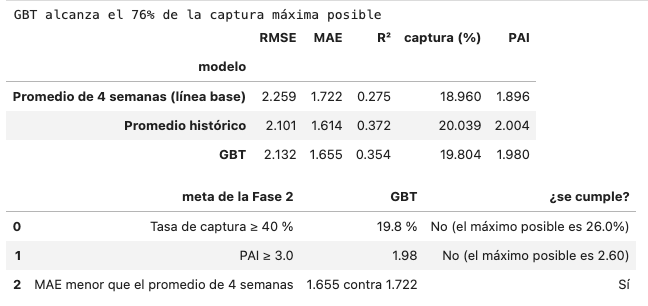 GBT alcanza el 76% de la captura máxima posible
RMSE MAE R² captura (%) PAI
modelo
Promedio de 4 semanas (línea base) 2.259 1.722 0.275 18.960 1.896
Promedio histórico 2.101 1.614 0.372 20.039 2.004
GBT 2.132 1.655 0.354 19.804 1.980
meta de la Fase 2 GBT ¿se cumple?
0 Tasa de captura ≥ 40 % 19.8 % No (el máximo posible es 26.0%)
1 PAI ≥ 3.0 1.98 No (el máximo posible es 2.60)
2 MAE menor que el promedio de 4 semanas 1.655 contra 1.722 Sí